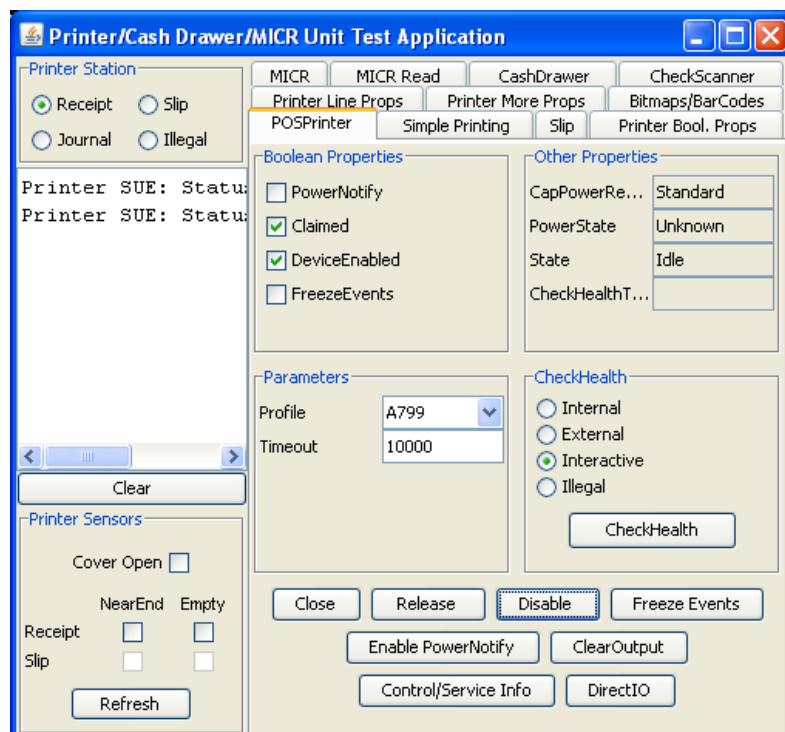 Printer/Cash Drawer/MICR Unit Test Application
Printer Station
Receipt Slip
Journal Illegal
Printer SUE: Statu
Printer SUE: Statu
Clear
Printer Sensors
Cover Open
NearEnd Empty
Receipt
Slip
Refresh
MICR MICR Read CashDrawer CheckScanner
Printer Line Props Printer More Props Bitmaps/BarCodes
POSPrinter Simple Printing Slip Printer Bool. Props
Boolean Properties
PowerNotify
Claimed
DeviceEnabled
FreezeEvents
Other Properties
CapPowerRe... Standard
PowerState Unknown
State Idle
CheckHealthT...
Parameters
Profile A799
Timeout 10000
CheckHealth
Internal
External
Interactive
Illegal
CheckHealth
Close Release Disable Freeze Events
Enable PowerNotify ClearOutput
Control/Service Info DirectIO